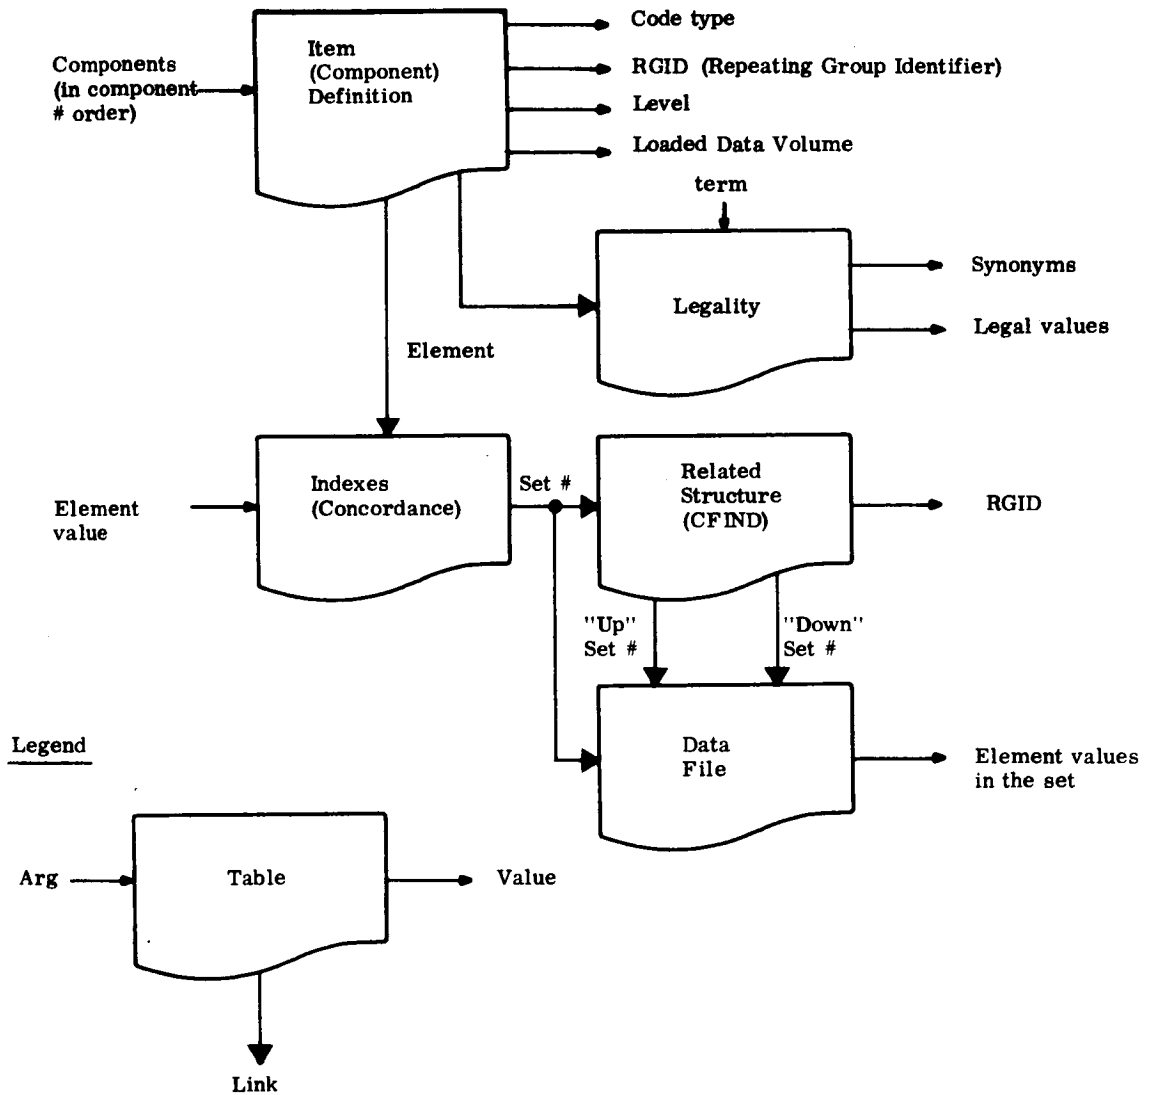 Components
(in component
# order)
Item
(Component)
Definition
Code type
RGID (Repeating Group Identifier)
Level
Loaded Data Volume
term
Legality
Synonyms
Legal values
Element
Element
value
Indexes
(Concordance)
Set #
Related
Structure
(CFIND)
RGID
"Up"
Set #
"Down"
Set #
Data
File
Element values
in the set
Legend
Arg
Table
Value
Link